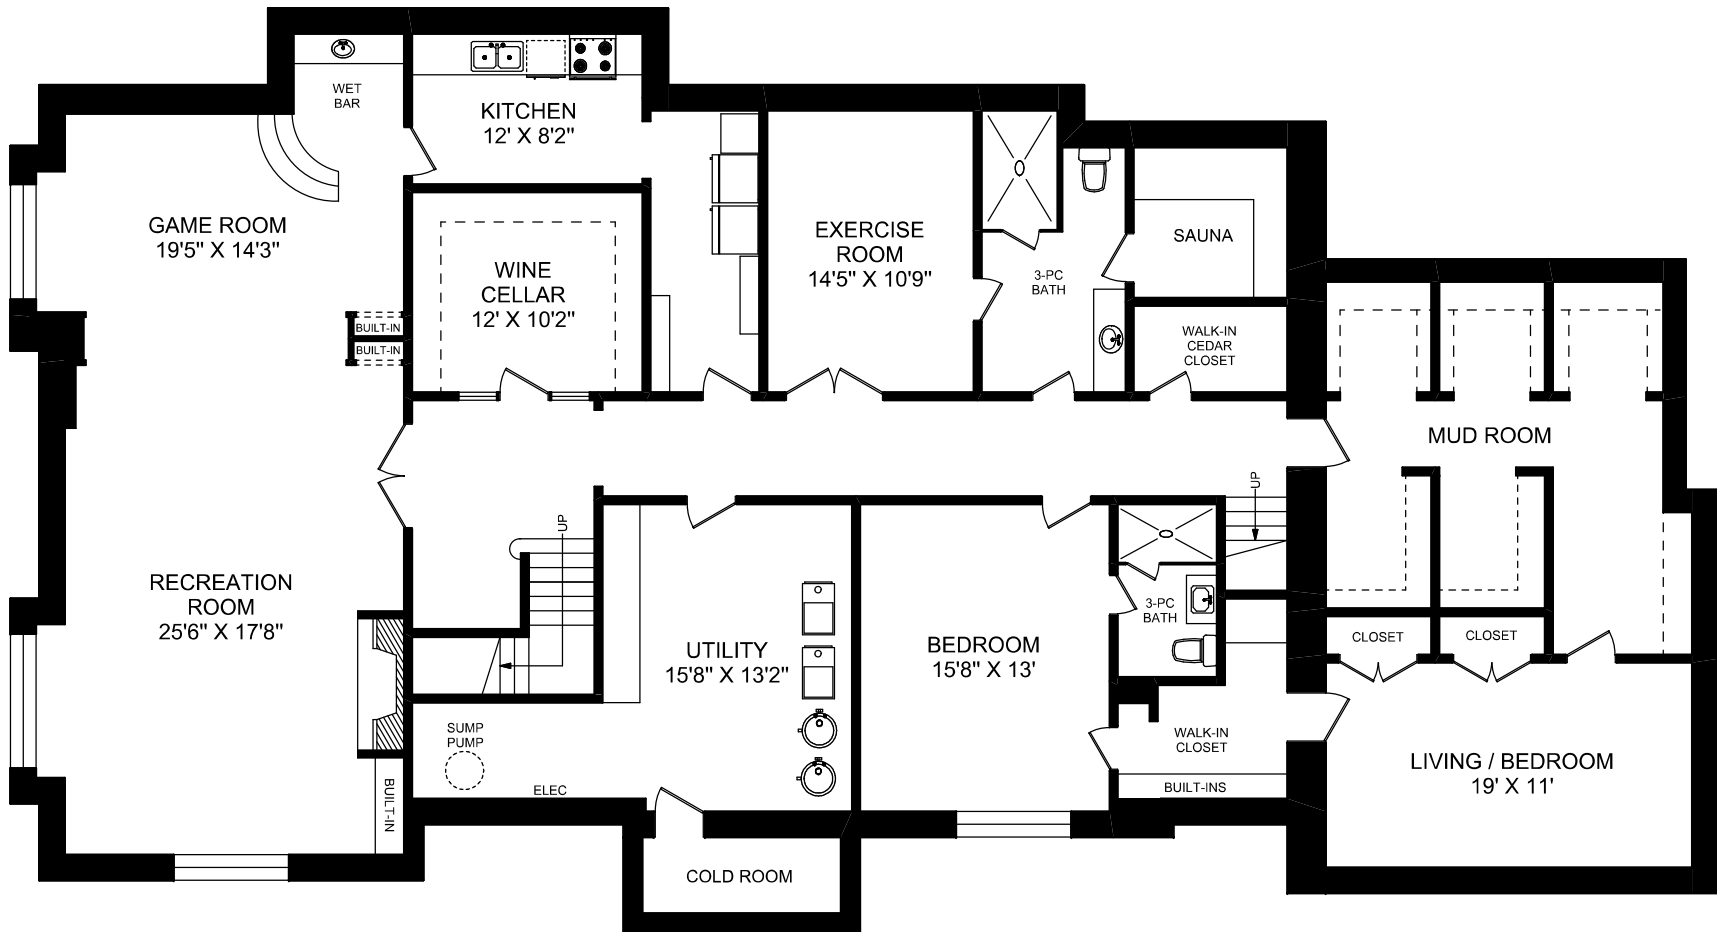 WET
BAR
KITCHEN
12' X 8'2"
GAME ROOM
19'5" X 14'3"
WINE
CELLAR
12' X 10'2"
BUILT-IN
BUILT-IN
EXERCISE
ROOM
14'5" X 10'9"
3-PC
BATH
SAUNA
WALK-IN
CEDAR
CLOSET
MUD ROOM
UP
UP
RECREATION
ROOM
25'6" X 17'8"
UTILITY
15'8" X 13'2"
BEDROOM
15'8" X 13'
3-PC
BATH
CLOSET
CLOSET
SUMP
PUMP
ELEC
BUILT-IN
WALK-IN
CLOSET
BUILT-INS
LIVING / BEDROOM
19' X 11'
COLD ROOM